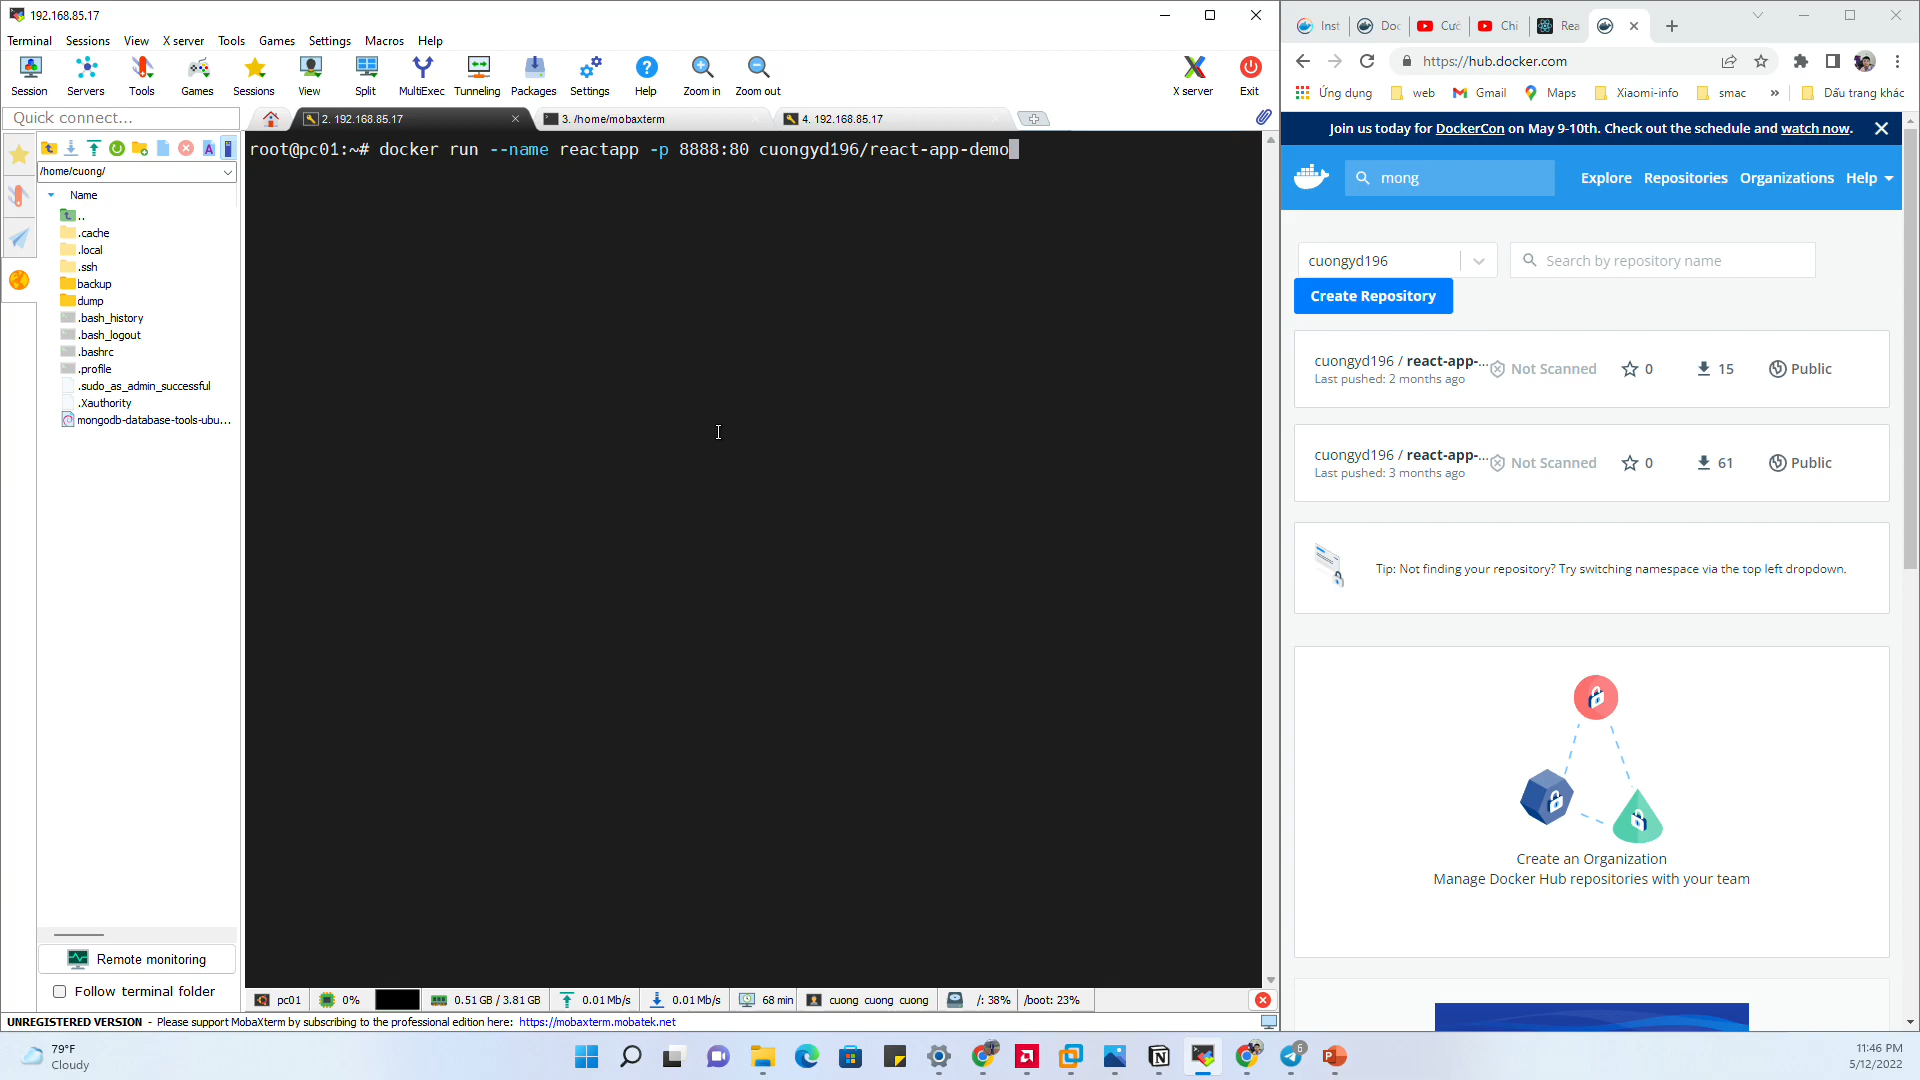 192.168.85.17
Terminal Sessions View X server Tools Games Settings Macros Help
Session Servers Tools Games Sessions View Split MultiExec Tunneling Packages Settings Help Zoom in Zoom out X server Exit
Quick connect...
2. 192.168.85.17
3. /home/mobaxterm
4. 192.168.85.17
/home/cuong/
Name
..
.cache
.local
.ssh
backup
dump
.bash_history
.bash_logout
.bashrc
.profile
.sudo_as_admin_successful
.Xauthority
mongodb-database-tools-ubu...
Remote monitoring
Follow terminal folder
root@pc01:~# docker run --name reactapp -p 8888:80 cuongyd196/react-app-demo
pc01 0% 0.51 GB / 3.81 GB 0.01 Mb/s 0.01 Mb/s 68 min cuong cuong cuong /: 38% /boot: 23%
UNREGISTERED VERSION - Please support MobaXterm by subscribing to the professional edition here: https://mobaxterm.mobatek.net
Inst Doc Cướ Chi Rea
https://hub.docker.com
Ứng dụng web Gmail Maps Xiaomi-info smac » Dấu trang khác
Join us today for DockerCon on May 9-10th. Check out the schedule and watch now.
mong
Explore Repositories Organizations Help
cuongyd196
Search by repository name
Create Repository
cuongyd196 / react-app-...
Last pushed: 2 months ago
Not Scanned 0 15 Public
cuongyd196 / react-app-...
Last pushed: 3 months ago
Not Scanned 0 61 Public
Tip: Not finding your repository? Try switching namespace via the top left dropdown.
Create an Organization
Manage Docker Hub repositories with your team
79°F
Cloudy
6
11:46 PM
5/12/2022